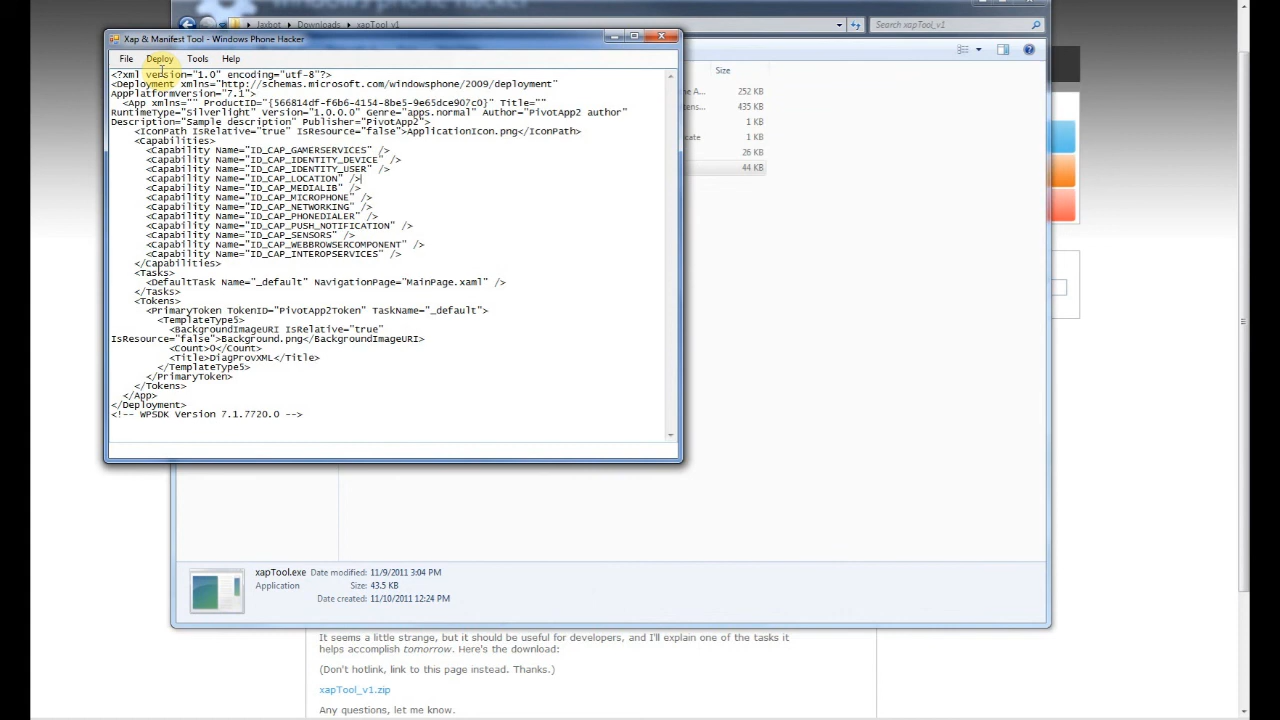 Windows phone Hacker
Jaxbot Downloads xapTool_v1
Search xapTool_v1
Xap & Manifest Tool - Windows Phone Hacker
File Deploy Tools Help
Size
<?xml version="1.0" encoding="utf-8"?>
<Deployment xmlns="http://schemas.microsoft.com/windowsphone/2009/deployment"
AppPlatformVersion="7.1">
<App xmlns="" ProductID="{566814df-f6b6-4154-8be5-9e65dce907c0}" Title=""
RuntimeType="Silverlight" Version="1.0.0.0" Genre="apps.normal" Author="PivotApp2 author"
Description="Sample description" Publisher="PivotApp2">
<IconPath IsRelative="true" IsResource="false">ApplicationIcon.png</IconPath>
<Capabilities>
<Capability Name="ID_CAP_GAMERSERVICES" />
<Capability Name="ID_CAP_IDENTITY_DEVICE" />
<Capability Name="ID_CAP_IDENTITY_USER" />
<Capability Name="ID_CAP_LOCATION" />
<Capability Name="ID_CAP_MEDIALIB" />
<Capability Name="ID_CAP_MICROPHONE" />
<Capability Name="ID_CAP_NETWORKING" />
<Capability Name="ID_CAP_PHONEDIALER" />
<Capability Name="ID_CAP_PUSH_NOTIFICATION" />
<Capability Name="ID_CAP_SENSORS" />
<Capability Name="ID_CAP_WEBBROWSERCOMPONENT" />
<Capability Name="ID_CAP_INTEROPSERVICES" />
</Capabilities>
<Tasks>
<DefaultTask Name="_default" NavigationPage="MainPage.xaml" />
</Tasks>
<Tokens>
<PrimaryToken TokenID="PivotApp2Token" TaskName="_default">
<TemplateType5>
<BackgroundImageURI IsRelative="true"
IsResource="false">Background.png</BackgroundImageURI>
<Count>0</Count>
<Title>DiagProvXML</Title>
</TemplateType5>
</PrimaryToken>
</Tokens>
</App>
</Deployment>
<!-- WPSDK Version 7.1.7720.0 -->
e A... 252 KB
tens... 435 KB
1 KB
cate 1 KB
26 KB
44 KB
xapTool.exe Date modified: 11/9/2011 3:04 PM
Application Size: 43.5 KB
Date created: 11/10/2011 12:24 PM
It seems a little strange, but it should be useful for developers, and I'll explain one of the tasks it
helps accomplish tomorrow. Here's the download:
(Don't hotlink, link to this page instead. Thanks.)
xapTool_v1.zip
Any questions, let me know.